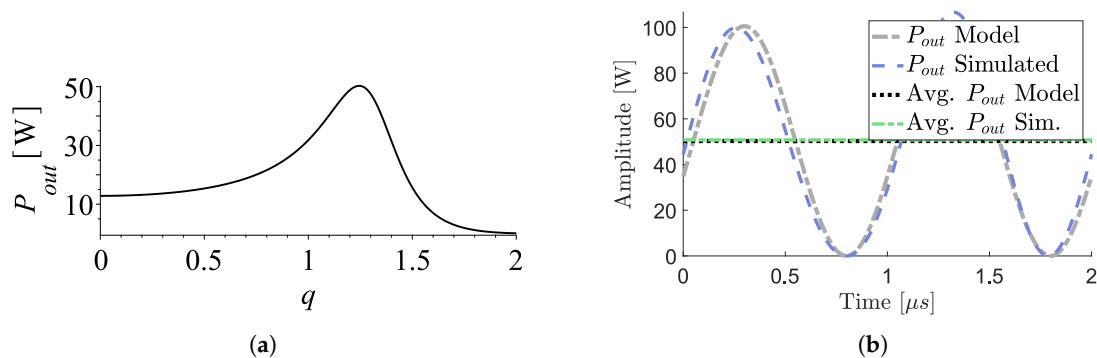 50
30
10
P_out [W]
0
0.5
1
1.5
2
q
(a)
100
80
60
40
20
0
Amplitude [W]
P_out Model
P_out Simulated
Avg. P_out Model
Avg. P_out Sim.
0
0.5
1
1.5
2
Time [μs]
(b)